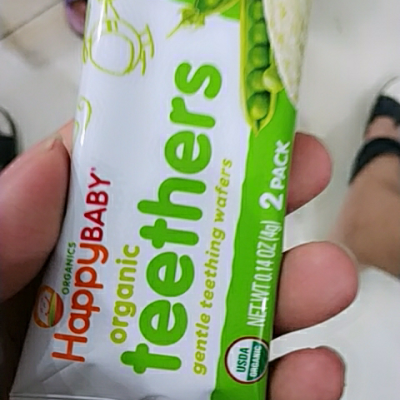 ORGANICS
HAPPYBABY
organic
teethers
gentle teething wafers
NET WT 0.14 OZ (4g) 2 PACK
USDA
ORGANIC